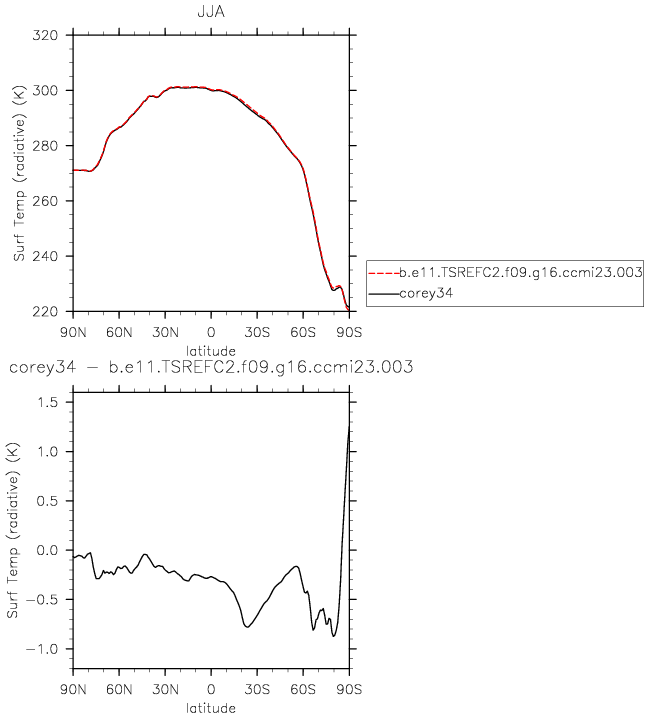 JJA
Surf Temp (radiative) (K)
320
300
280
260
240
220
90N 60N 30N 0 30S 60S 90S
latitude
b.e11.TSREFC2.f09.g16.ccmi23.003
corey34
corey34 − b.e11.TSREFC2.f09.g16.ccmi23.003
Surf Temp (radiative) (K)
1.5
1.0
0.5
0.0
−0.5
−1.0
90N 60N 30N 0 30S 60S 90S
latitude